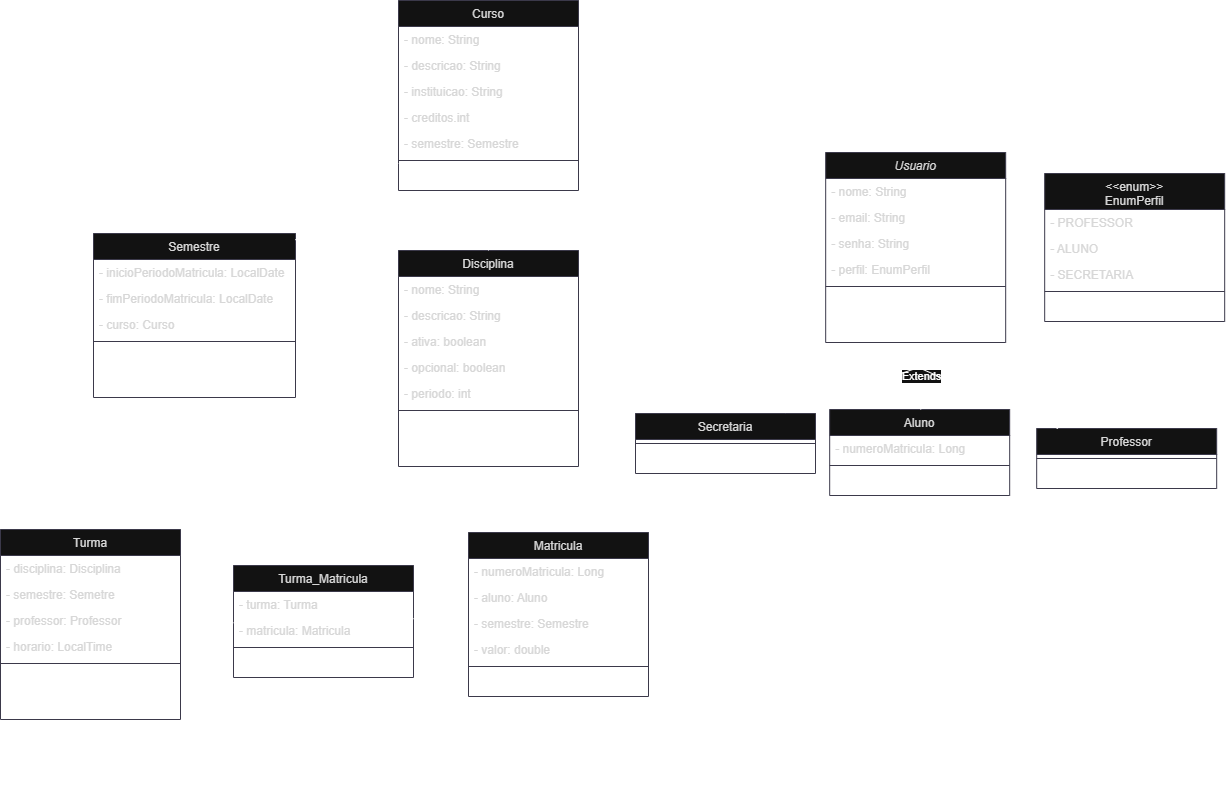 Curso
- nome: String
- descricao: String
- instituicao: String
- creditos.int
- semestre: Semestre
Usuario
- nome: String
- email: String
- senha: String
- perfil: EnumPerfil
<<enum>>
EnumPerfil
- PROFESSOR
- ALUNO
- SECRETARIA
Semestre
- inicioPeriodoMatricula: LocalDate
- fimPeriodoMatricula: LocalDate
- curso: Curso
Disciplina
- nome: String
- descricao: String
- ativa: boolean
- opcional: boolean
- periodo: int
Extends
Secretaria
Aluno
- numeroMatricula: Long
Professor
Turma
- disciplina: Disciplina
- semestre: Semetre
- professor: Professor
- horario: LocalTime
Turma_Matricula
- turma: Turma
- matricula: Matricula
Matricula
- numeroMatricula: Long
- aluno: Aluno
- semestre: Semestre
- valor: double